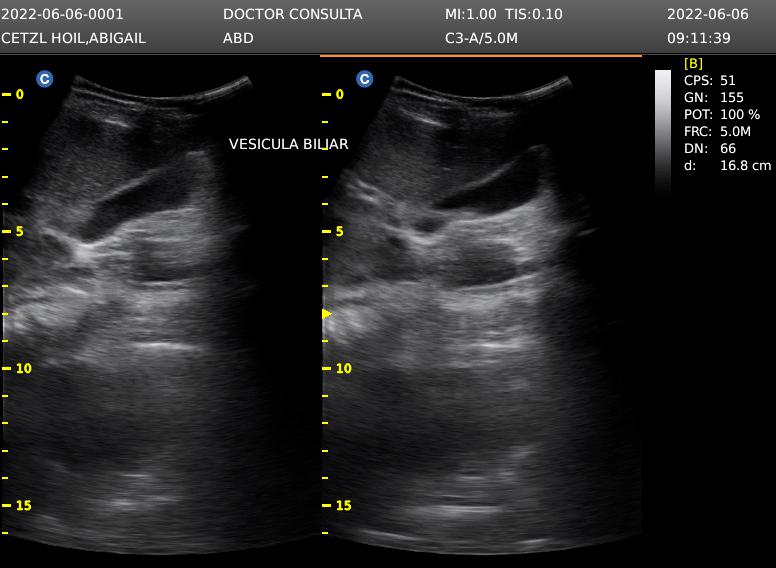 2022-06-06-0001 DOCTOR CONSULTA MI:1.00 TIS:0.10 2022-06-06
CETZL HOIL,ABIGAIL ABD C3-A/5.0M 09:11:39
C C
[B]
CPS: 51
GN: 155
POT: 100 %
FRC: 5.0M
DN: 66
d: 16.8 cm
VESICULA BILIAR
0 0
5 5
10 10
15 15